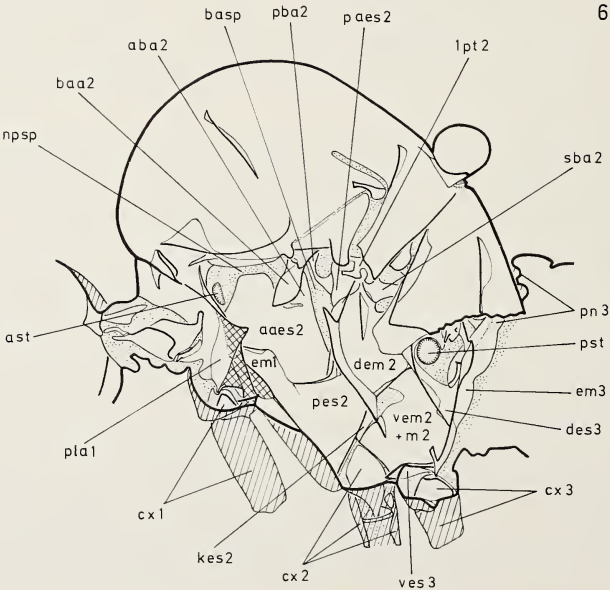 6
basp
pba2
paes2
aba2
1pt2
baa2
npsp
sba2
ast
aaes2
em1
dem2
pn3
pst
pes2
em3
vem2
+m2
des3
pla1
cx1
cx3
kes2
cx2
ves3